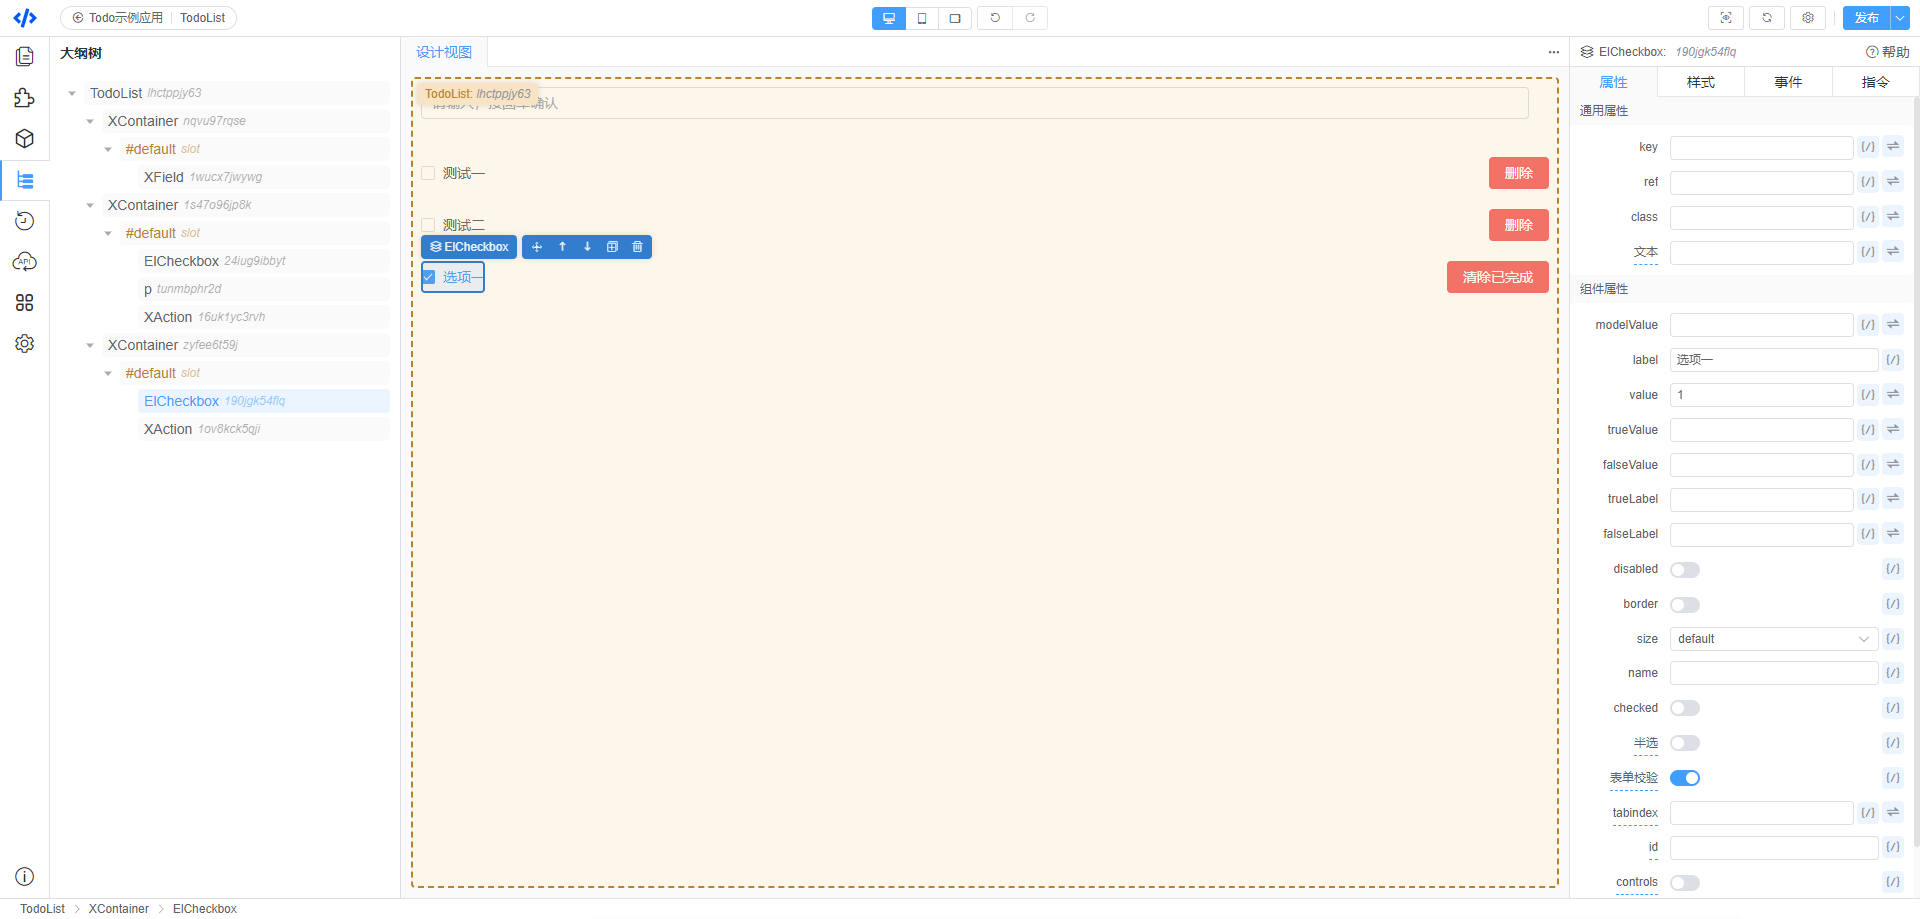 Todo示例应用 TodoList
发布
大纲树
TodoList lhctppjy63
XContainer nqvu97rqse
#default slot
XField 1wucx7jwywg
XContainer 1s47o96jp8k
#default slot
ElCheckbox 24iug9ibbyt
p tunmbphr2d
XAction 16uk1yc3rvh
XContainer zyfee6t59j
#default slot
ElCheckbox 190jgk54flq
XAction 1ov8kck5qji
设计视图
TodoList: lhctppjy63
请输入，按回车确认
测试一 删除
测试二 删除
ElCheckbox
选项一 清除已完成
ElCheckbox: 190jgk54flq 帮助
属性 样式 事件 指令
通用属性
key
ref
class
文本
组件属性
modelValue
label 选项一
value 1
trueValue
falseValue
trueLabel
falseLabel
disabled
border
size default
name
checked
半选
表单校验
tabindex
id
controls
TodoList > XContainer > ElCheckbox